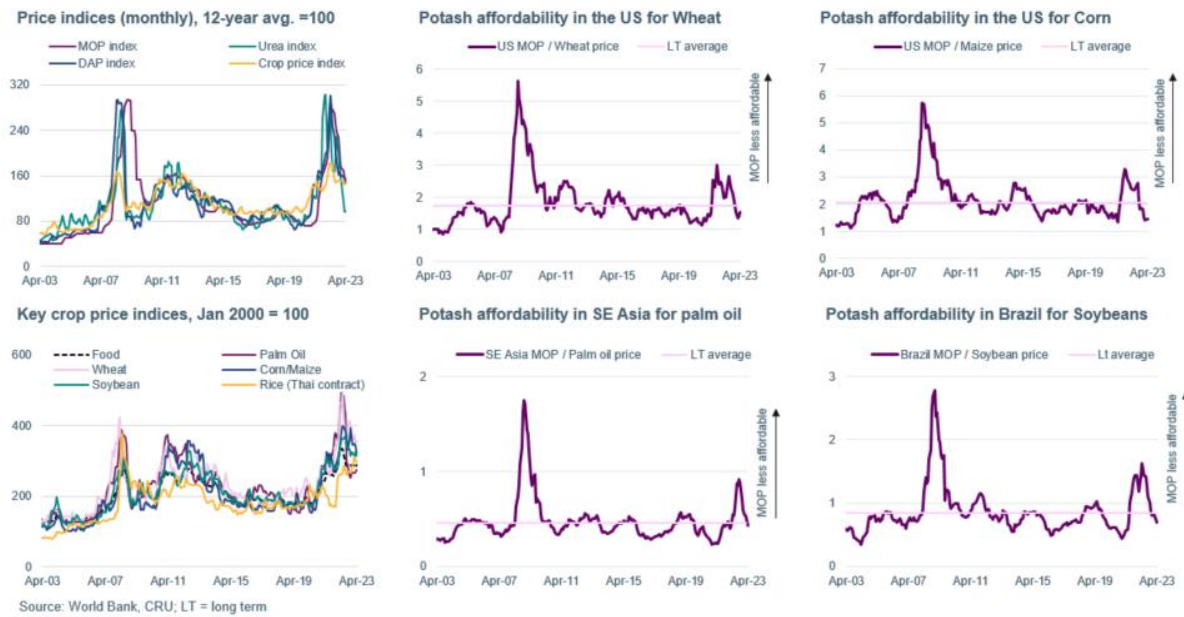 Price indices (monthly), 12-year avg. =100
MOP index
Urea index
DAP index
Crop price index
320
240
160
80
0
Apr-03
Apr-07
Apr-11
Apr-15
Apr-19
Apr-23
Potash affordability in the US for Wheat
US MOP / Wheat price
LT average
6
5
4
3
2
1
0
Apr-03
Apr-07
Apr-11
Apr-15
Apr-19
Apr-23
MOP less affordable
Potash affordability in the US for Corn
US MOP / Maize price
LT average
7
6
5
4
3
2
1
0
Apr-03
Apr-07
Apr-11
Apr-15
Apr-19
Apr-23
MOP less affordable
Key crop price indices, Jan 2000 = 100
600
Food
Palm Oil
Wheat
Corn/Maize
Soybean
Rice (Thai contract)
400
200
0
Apr-03
Apr-07
Apr-11
Apr-15
Apr-19
Apr-23
Potash affordability in SE Asia for palm oil
SE Asia MOP / Palm oil price
LT average
2
1
0
Apr-03
Apr-07
Apr-11
Apr-15
Apr-19
Apr-23
MOP less affordable
Potash affordability in Brazil for Soybeans
Brazil MOP / Soybean price
Lt average
3
2
1
0
Apr-03
Apr-07
Apr-11
Apr-15
Apr-19
Apr-23
MOP less affordable
Source: World Bank, CRU; LT = long term